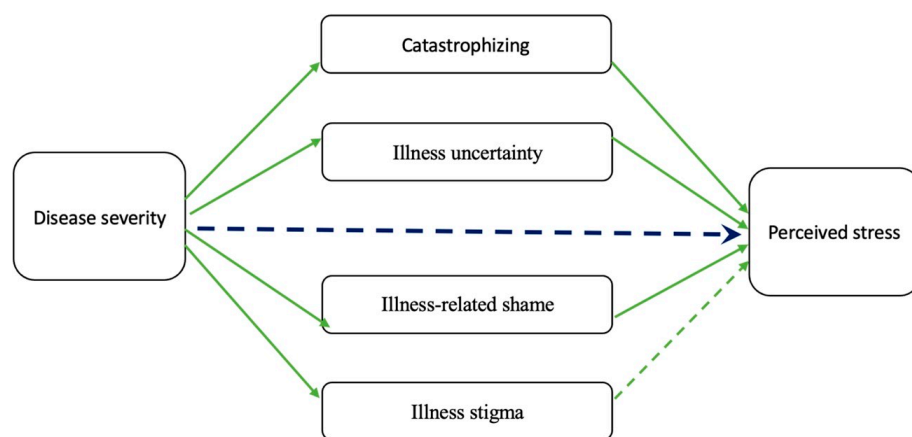 Catastrophizing
Illness uncertainty
Disease severity
Perceived stress
Illness-related shame
Illness stigma